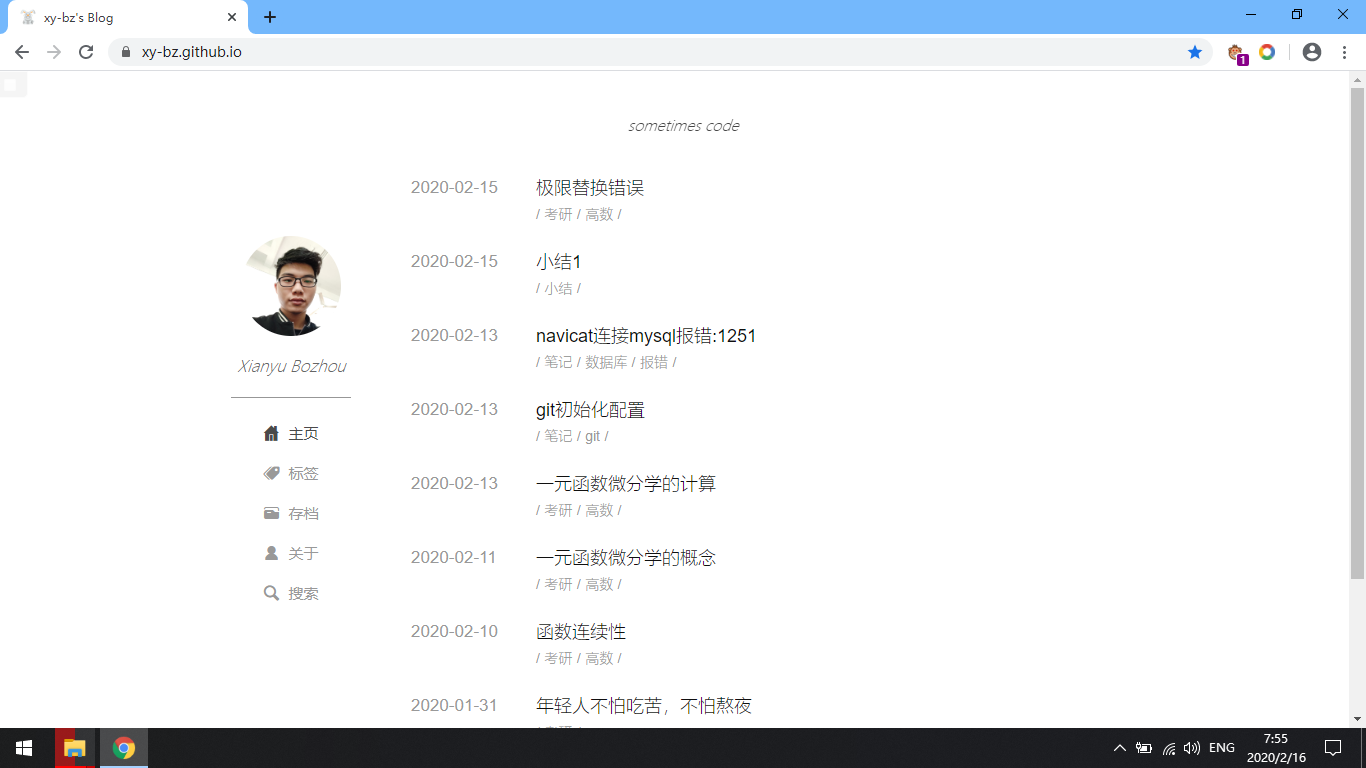 xy-bz's Blog
xy-bz.github.io
1
sometimes code
2020-02-15 极限替换错误
/ 考研 / 高数 /
2020-02-15 小结1
/ 小结 /
2020-02-13 navicat连接mysql报错:1251
/ 笔记 / 数据库 / 报错 /
2020-02-13 git初始化配置
/ 笔记 / git /
2020-02-13 一元函数微分学的计算
/ 考研 / 高数 /
2020-02-11 一元函数微分学的概念
/ 考研 / 高数 /
2020-02-10 函数连续性
/ 考研 / 高数 /
2020-01-31 年轻人不怕吃苦，不怕熬夜
Xianyu Bozhou
主页
标签
存档
关于
搜索
ENG
7:55
2020/2/16